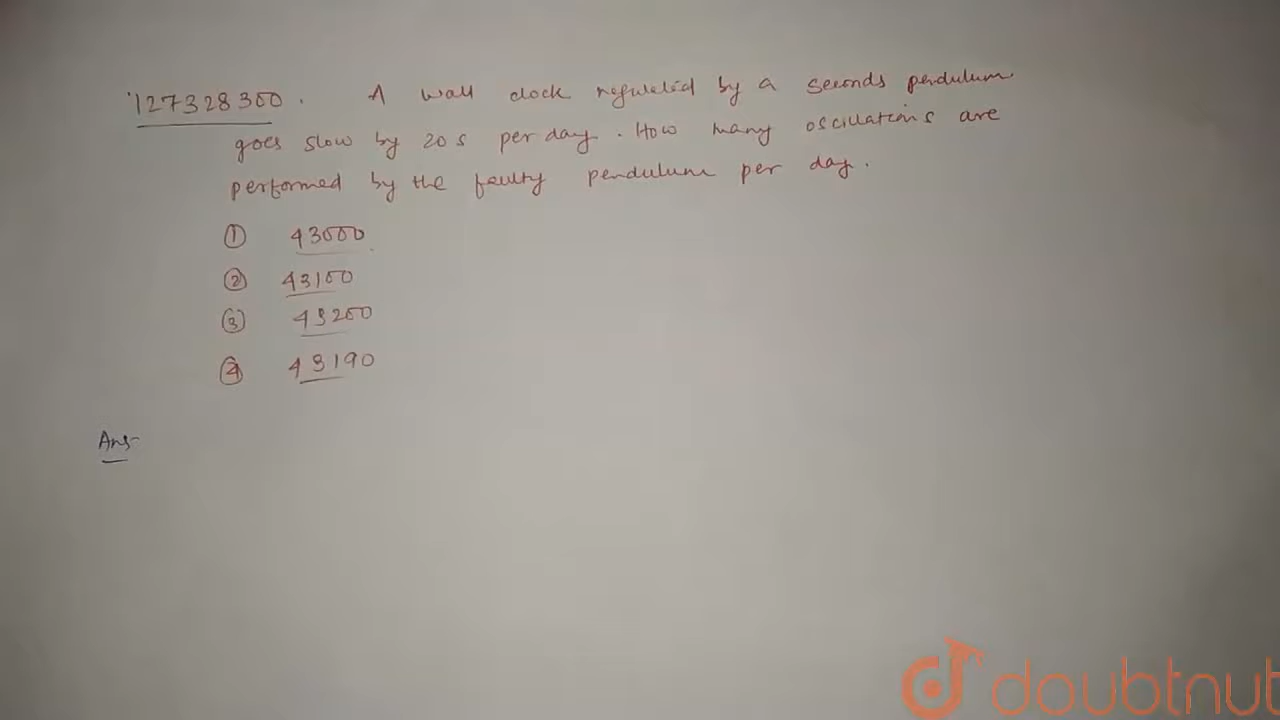 127328300. A wall clock regulated by a seconds pendulum
goes slow by 20 s per day. How many oscillations are
performed by the faulty pendulum per day.
① 43000
② 43100
③ 43200
④ 43190
Ans-
doubtnut